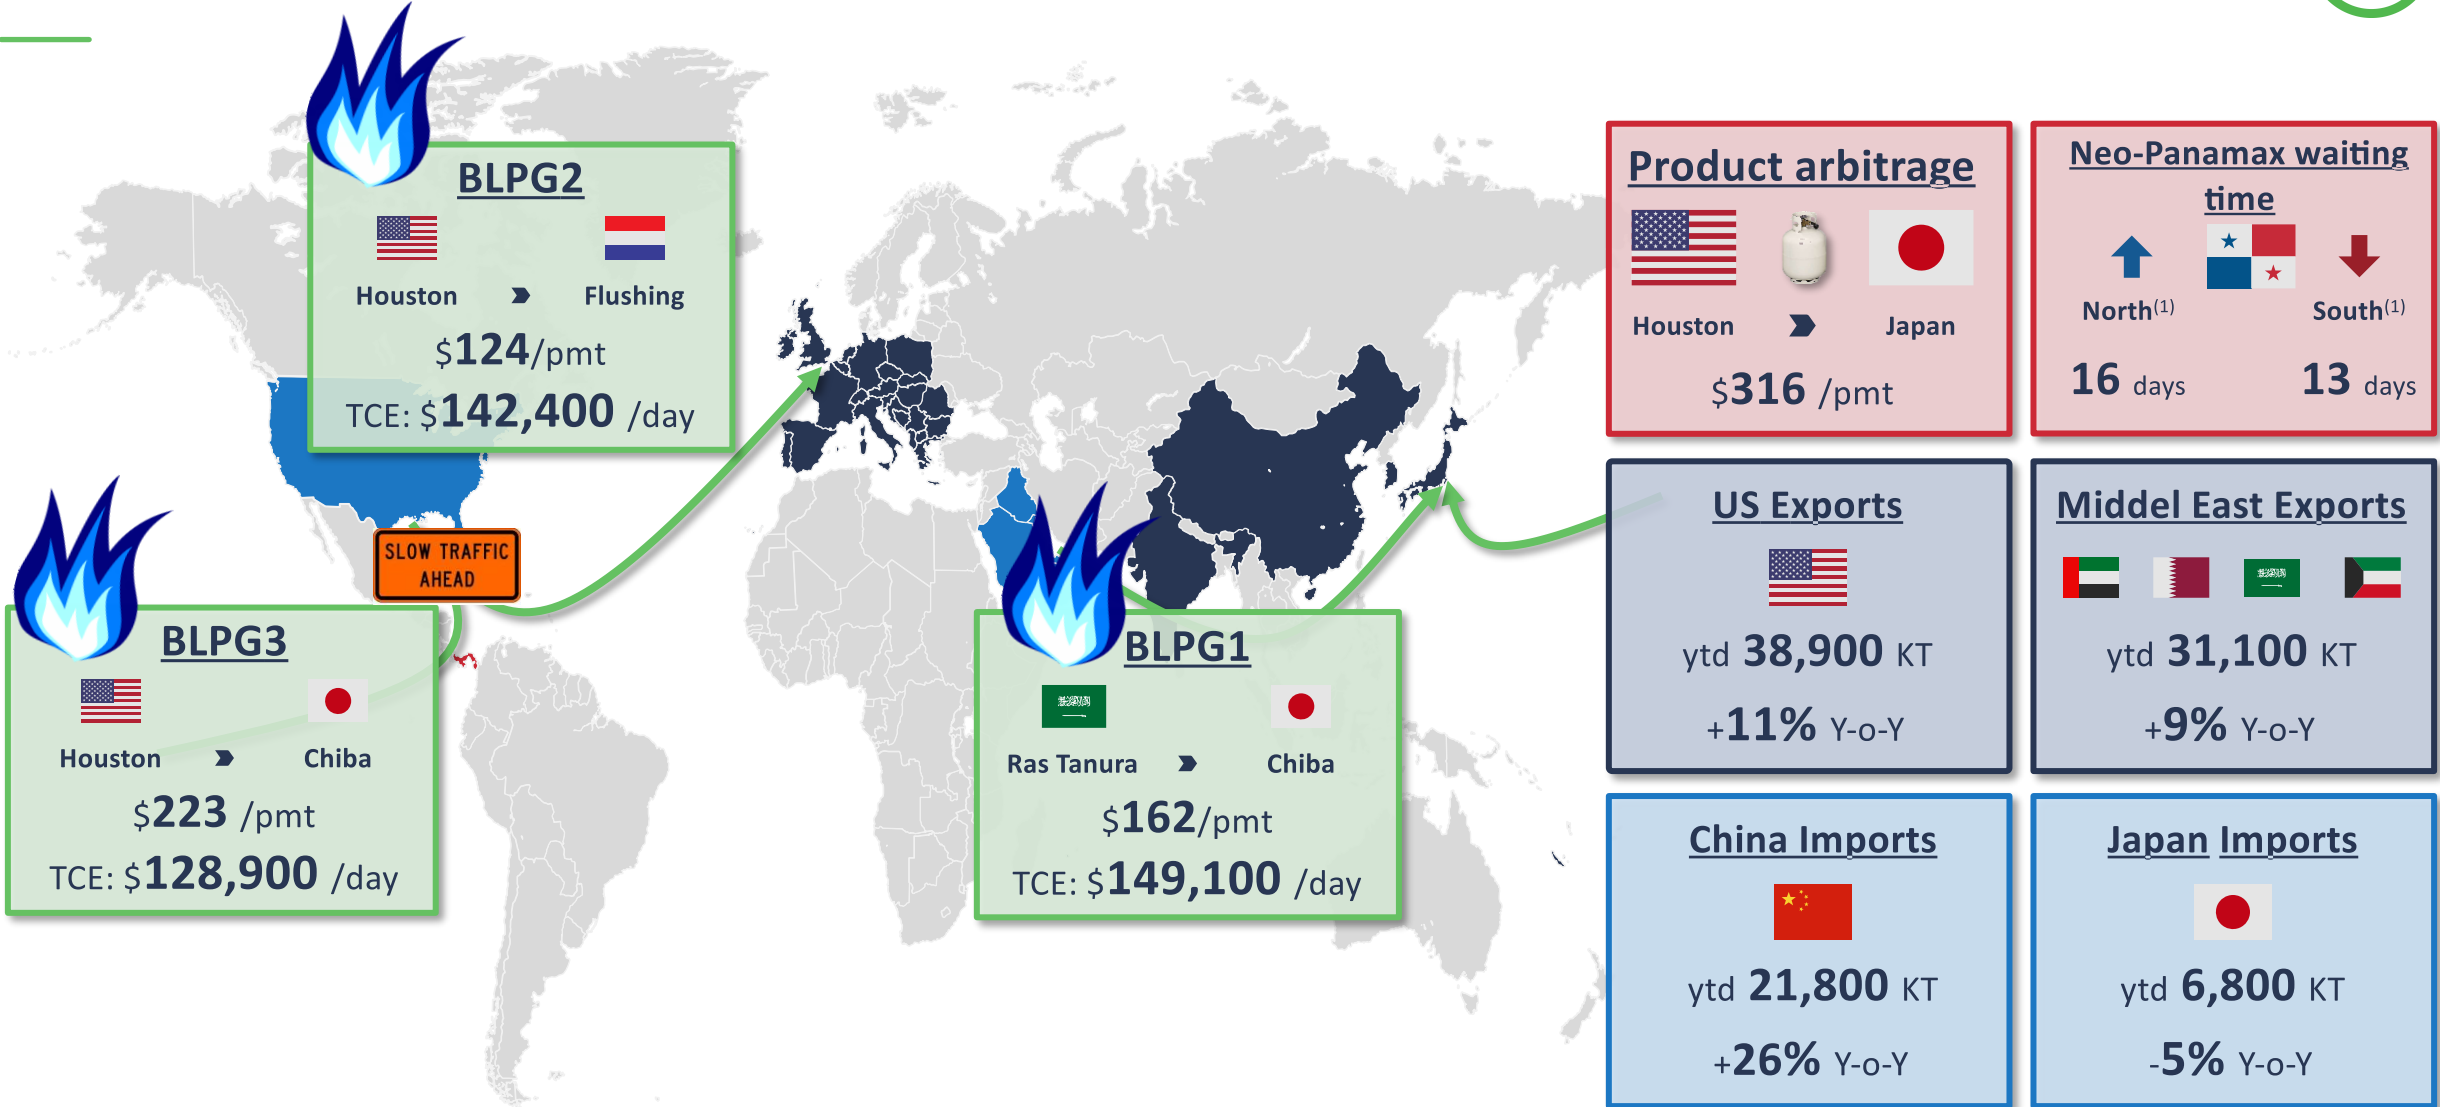 BLPG2
Houston Flushing
$124/pmt
TCE: $142,400 /day
SLOW TRAFFIC
AHEAD
BLPG3
Houston Chiba
$223 /pmt
TCE: $128,900 /day
BLPG1
Ras Tanura Chiba
$162/pmt
TCE: $149,100 /day
Product arbitrage
Houston Japan
$316 /pmt
Neo-Panamax waiting
time
North(1) South(1)
16 days 13 days
US Exports
ytd 38,900 KT
+11% Y-o-Y
Middel East Exports
ytd 31,100 KT
+9% Y-o-Y
China Imports
ytd 21,800 KT
+26% Y-o-Y
Japan Imports
ytd 6,800 KT
-5% Y-o-Y